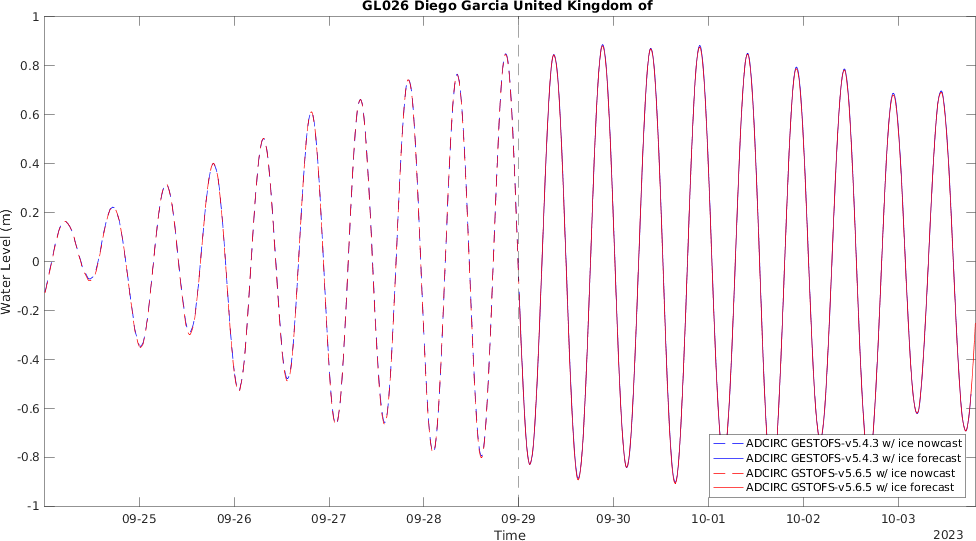 GL026 Diego Garcia United Kingdom of
1
0.8
0.6
0.4
0.2
0
-0.2
-0.4
-0.6
-0.8
-1
Water Level (m)
ADCIRC GESTOFS-v5.4.3 w/ ice nowcast
ADCIRC GESTOFS-v5.4.3 w/ ice forecast
ADCIRC GSTOFS-v5.6.5 w/ ice nowcast
ADCIRC GSTOFS-v5.6.5 w/ ice forecast
09-25 09-26 09-27 09-28 09-29 09-30 10-01 10-02 10-03
Time
2023